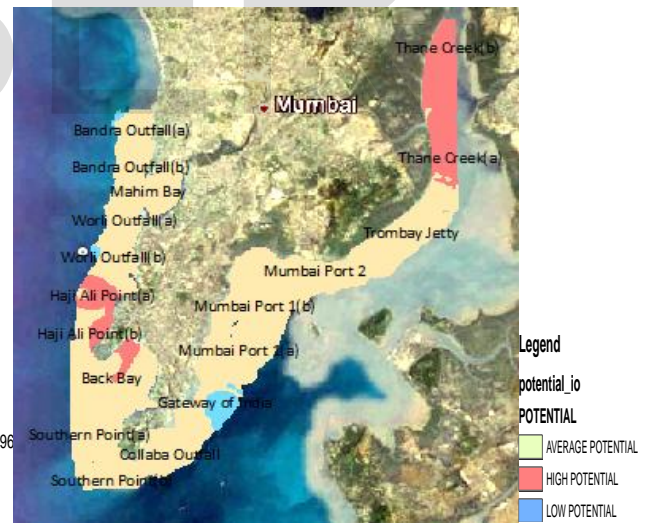 Thane Creek(b)
Mumbai
Bandra Outfall(a)
Thane Creek(a)
Bandra Outfall(b)
Mahim Bay
Worli Outfall(a)
Trombay Jetty
Worli Outfall(b)
Mumbai Port 2
Haji Ali Point(a)
Mumbai Port 1(b)
Haji Ali Point(b)
Mumbai Port (a)
Back Bay
Gateway of India
Southern Point(a)
Collaba Outfall
Southern Point(b)
96
Legend
potential_io
POTENTIAL
AVERAGE POTENTIAL
HIGH POTENTIAL
LOW POTENTIAL